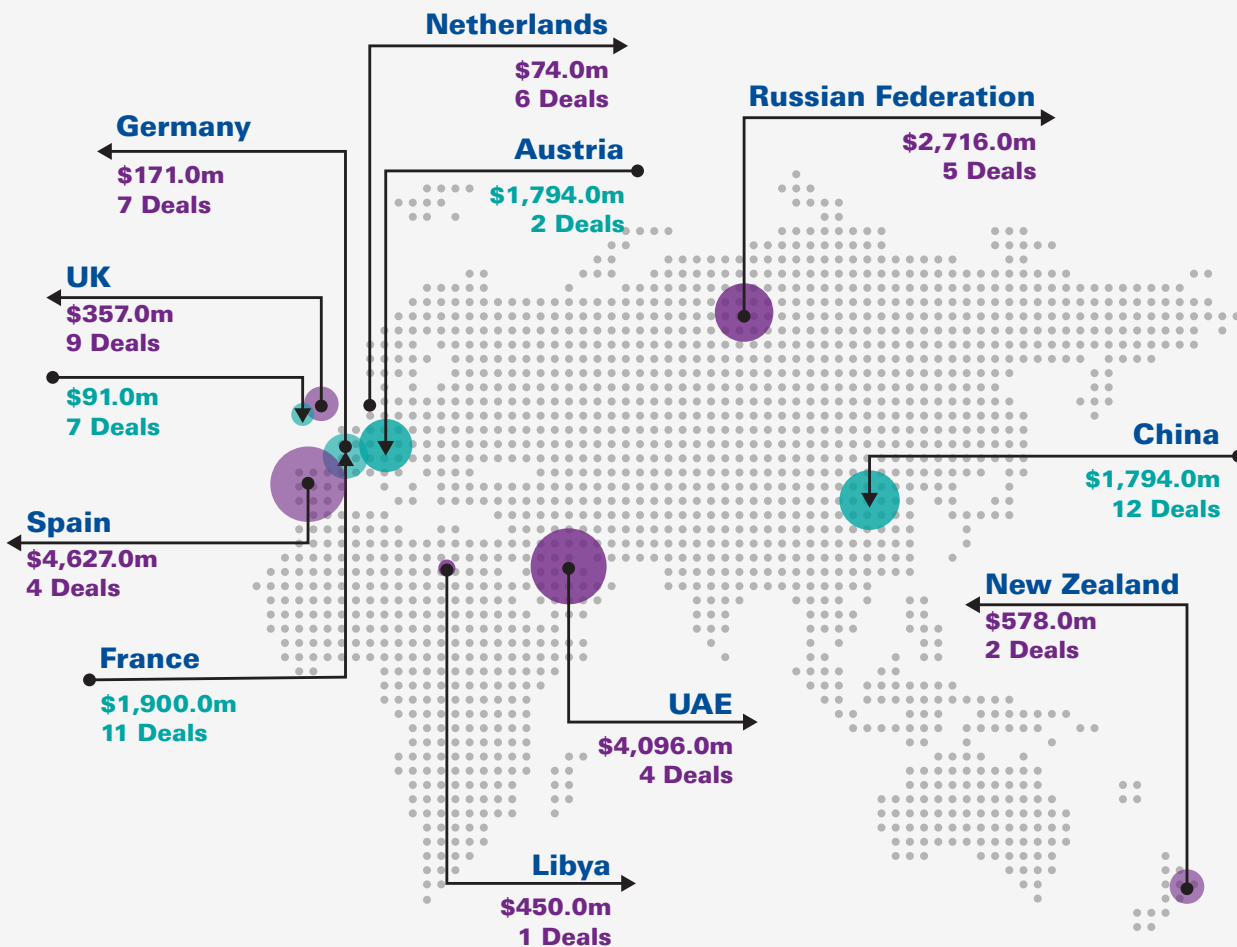 Netherlands
$74.0m
6 Deals
Russian Federation
$2,716.0m
5 Deals
Germany
$171.0m
7 Deals
Austria
$1,794.0m
2 Deals
UK
$357.0m
9 Deals
$91.0m
7 Deals
China
$1,794.0m
12 Deals
Spain
$4,627.0m
4 Deals
New Zealand
$578.0m
2 Deals
France
$1,900.0m
11 Deals
UAE
$4,096.0m
4 Deals
Libya
$450.0m
1 Deals